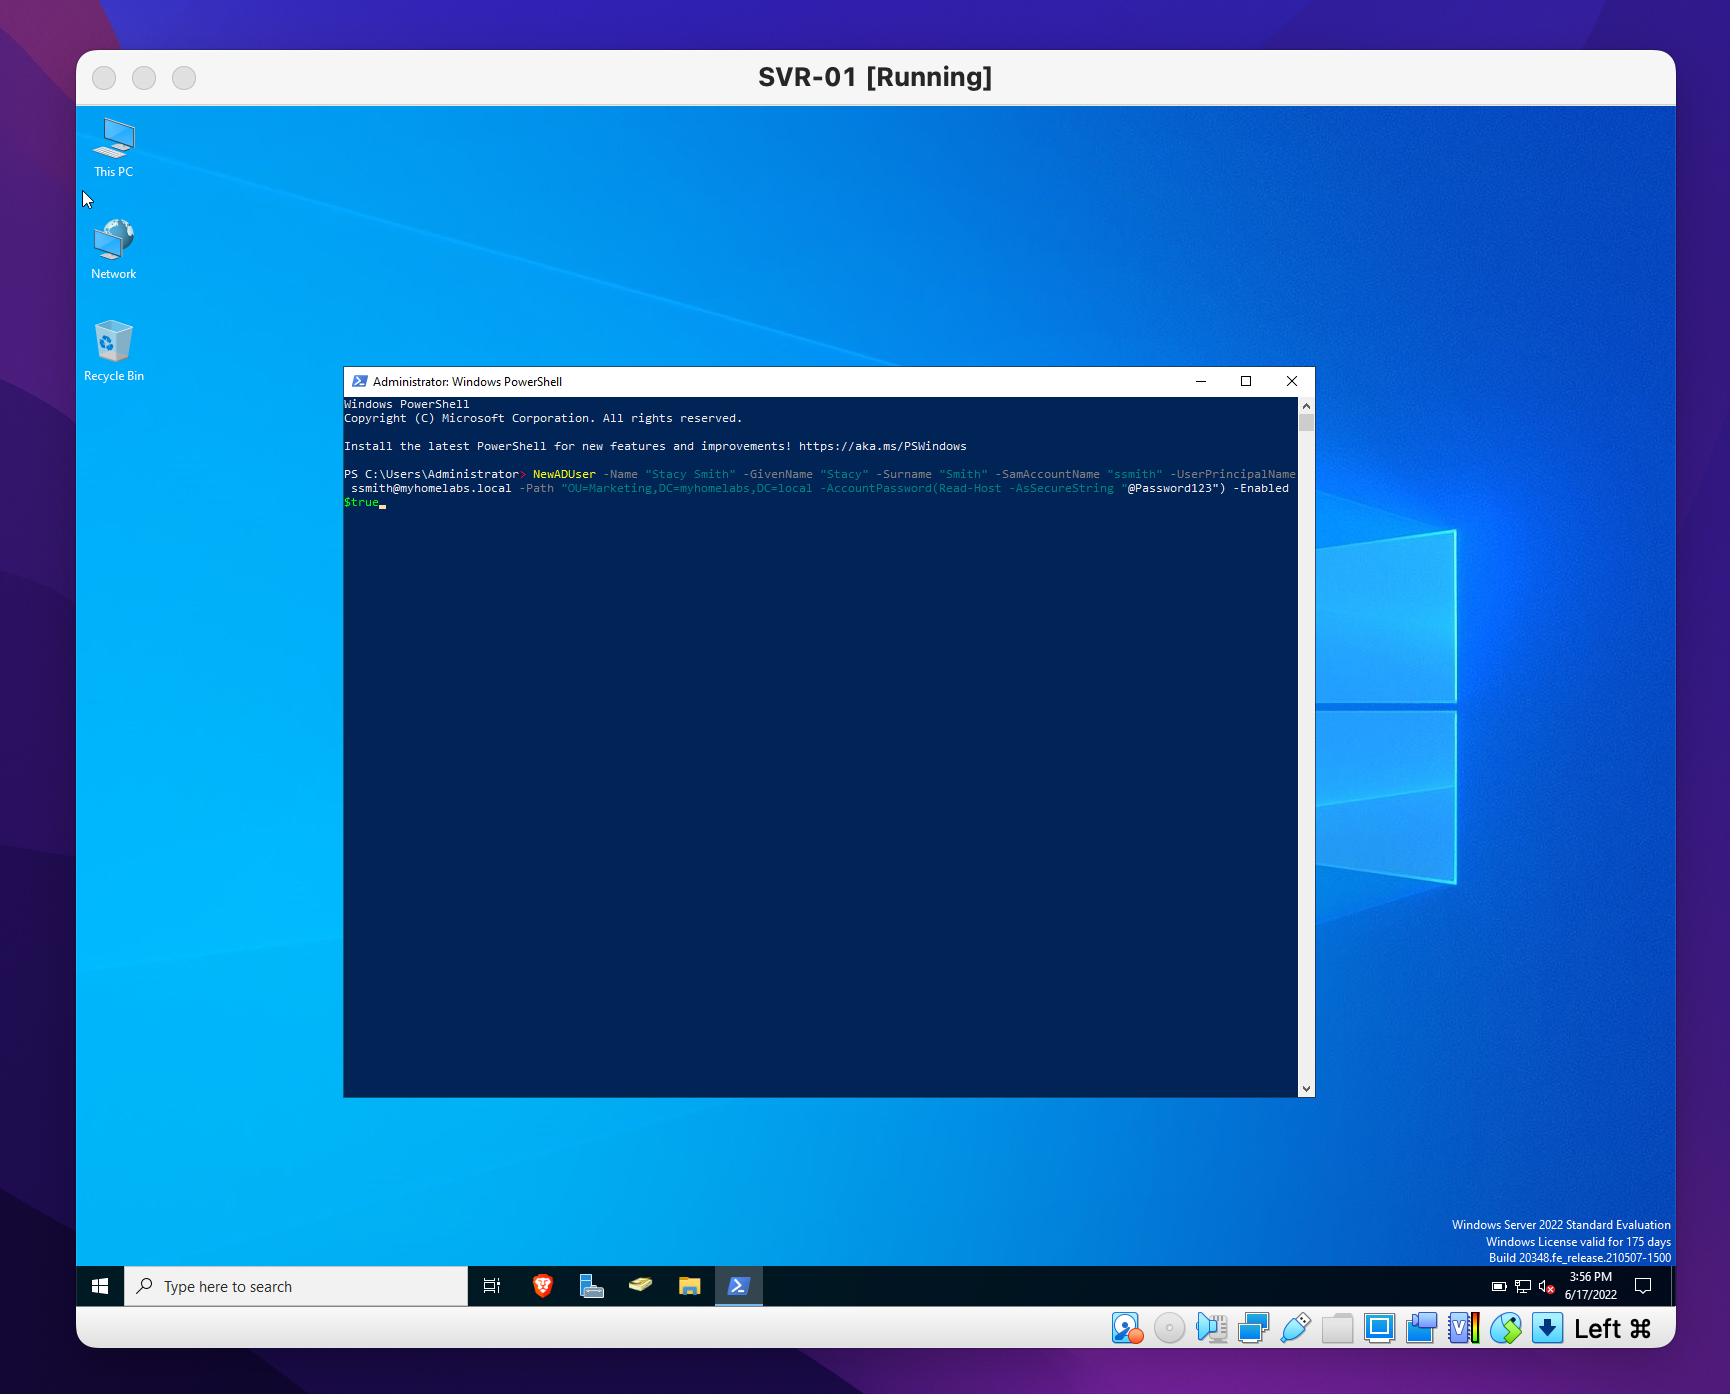 SVR-01 [Running]
This PC
Network
Recycle Bin
Administrator: Windows PowerShell
Windows PowerShell
Copyright (C) Microsoft Corporation. All rights reserved.
Install the latest PowerShell for new features and improvements! https://aka.ms/PSWindows
PS C:\Users\Administrator> NewADUser -Name "Stacy Smith" -GivenName "Stacy" -Surname "Smith" -SamAccountName "ssmith" -UserPrincipalName
ssmith@myhomelabs.local -Path "OU=Marketing,DC=myhomelabs,DC=local -AccountPassword(Read-Host -AsSecureString "@Password123") -Enabled
$true
Windows Server 2022 Standard Evaluation
Windows License valid for 175 days
Build 20348.fe_release.210507-1500
Type here to search
3:56 PM
6/17/2022
Left ⌘